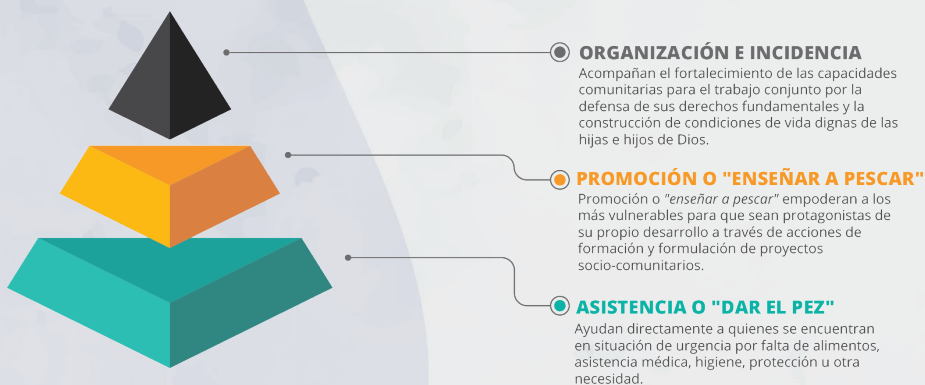 ORGANIZACIÓN E INCIDENCIA
Acompañan el fortalecimiento de las capacidades
comunitarias para el trabajo conjunto por la
defensa de sus derechos fundamentales y la
construcción de condiciones de vida dignas de las
hijas e hijos de Dios.
PROMOCIÓN O "ENSEÑAR A PESCAR"
Promoción o "enseñar a pescar" empoderan a los
más vulnerables para que sean protagonistas de
su propio desarrollo a través de acciones de
formación y formulación de proyectos
socio-comunitarios.
ASISTENCIA O "DAR EL PEZ"
Ayudan directamente a quienes se encuentran
en situación de urgencia por falta de alimentos,
asistencia médica, higiene, protección u otra
necesidad.